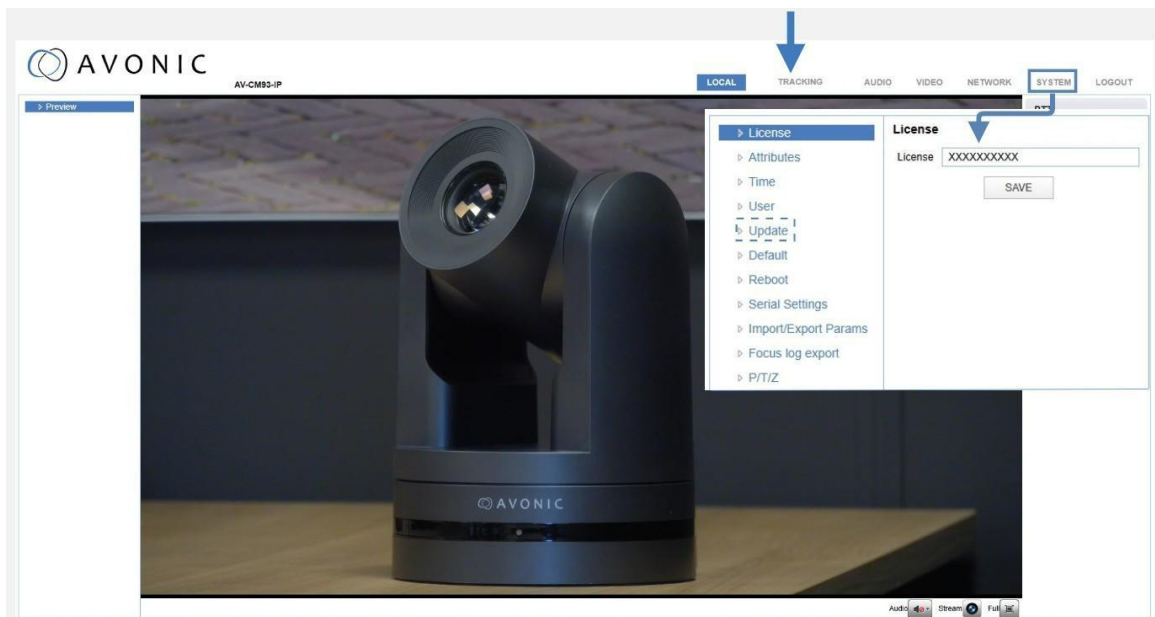 AVONIC
AV-CM93-IP
LOCAL TRACKING AUDIO VIDEO NETWORK SYSTEM LOGOUT
Preview
License
Attributes
Time
User
Update
Default
Reboot
Serial Settings
Import/Export Params
Focus log export
P/T/Z
License
License XXXXXXXXXX
SAVE
AVONIC
Audio Stream Full